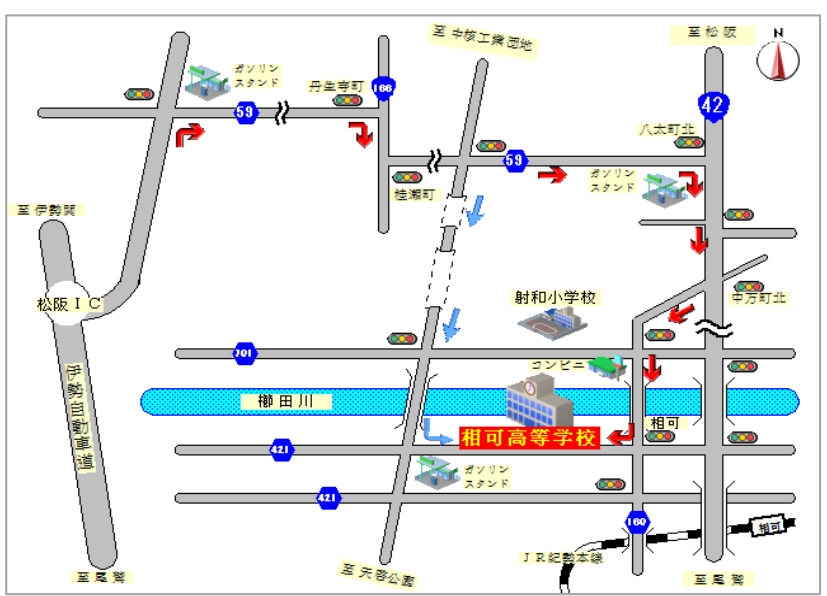 至 中核工業団地
至 松 阪
N
ガソリン
スタンド
丹生寺町
166
59
42
八太町北
59
ガソリン
スタンド
桂瀬町
至 伊勢関
松阪ＩＣ
中万町北
射和小学校
701
コンビニ
伊勢自動車道
櫛 田 川
相可
相可高等学校
421
ガソリン
スタンド
421
160
相可
ＪＲ紀勢本線
至 尾 鷲
至 天啓公園
至 尾 鷲